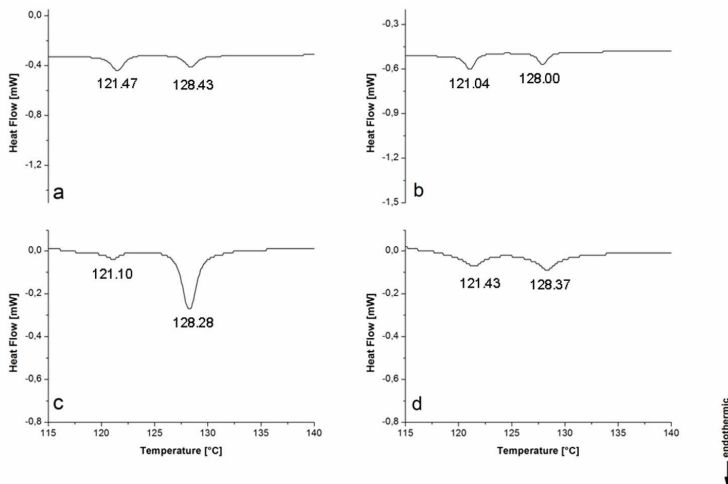 0,0
-0,4
-0,8
-1,2
Heat Flow [mW]
121.47
128.43
a
-0,3
-0,6
-0,9
-1,2
-1,5
Heat Flow [mW]
121.04
128.00
b
0,0
-0,2
-0,4
-0,6
-0,8
Heat Flow [mW]
121.10
128.28
c
115 120 125 130 135 140
Temperature [°C]
0,0
-0,2
-0,4
-0,6
-0,8
Heat Flow [mW]
121.43
128.37
d
115 120 125 130 135 140
Temperature [°C]
endothermic